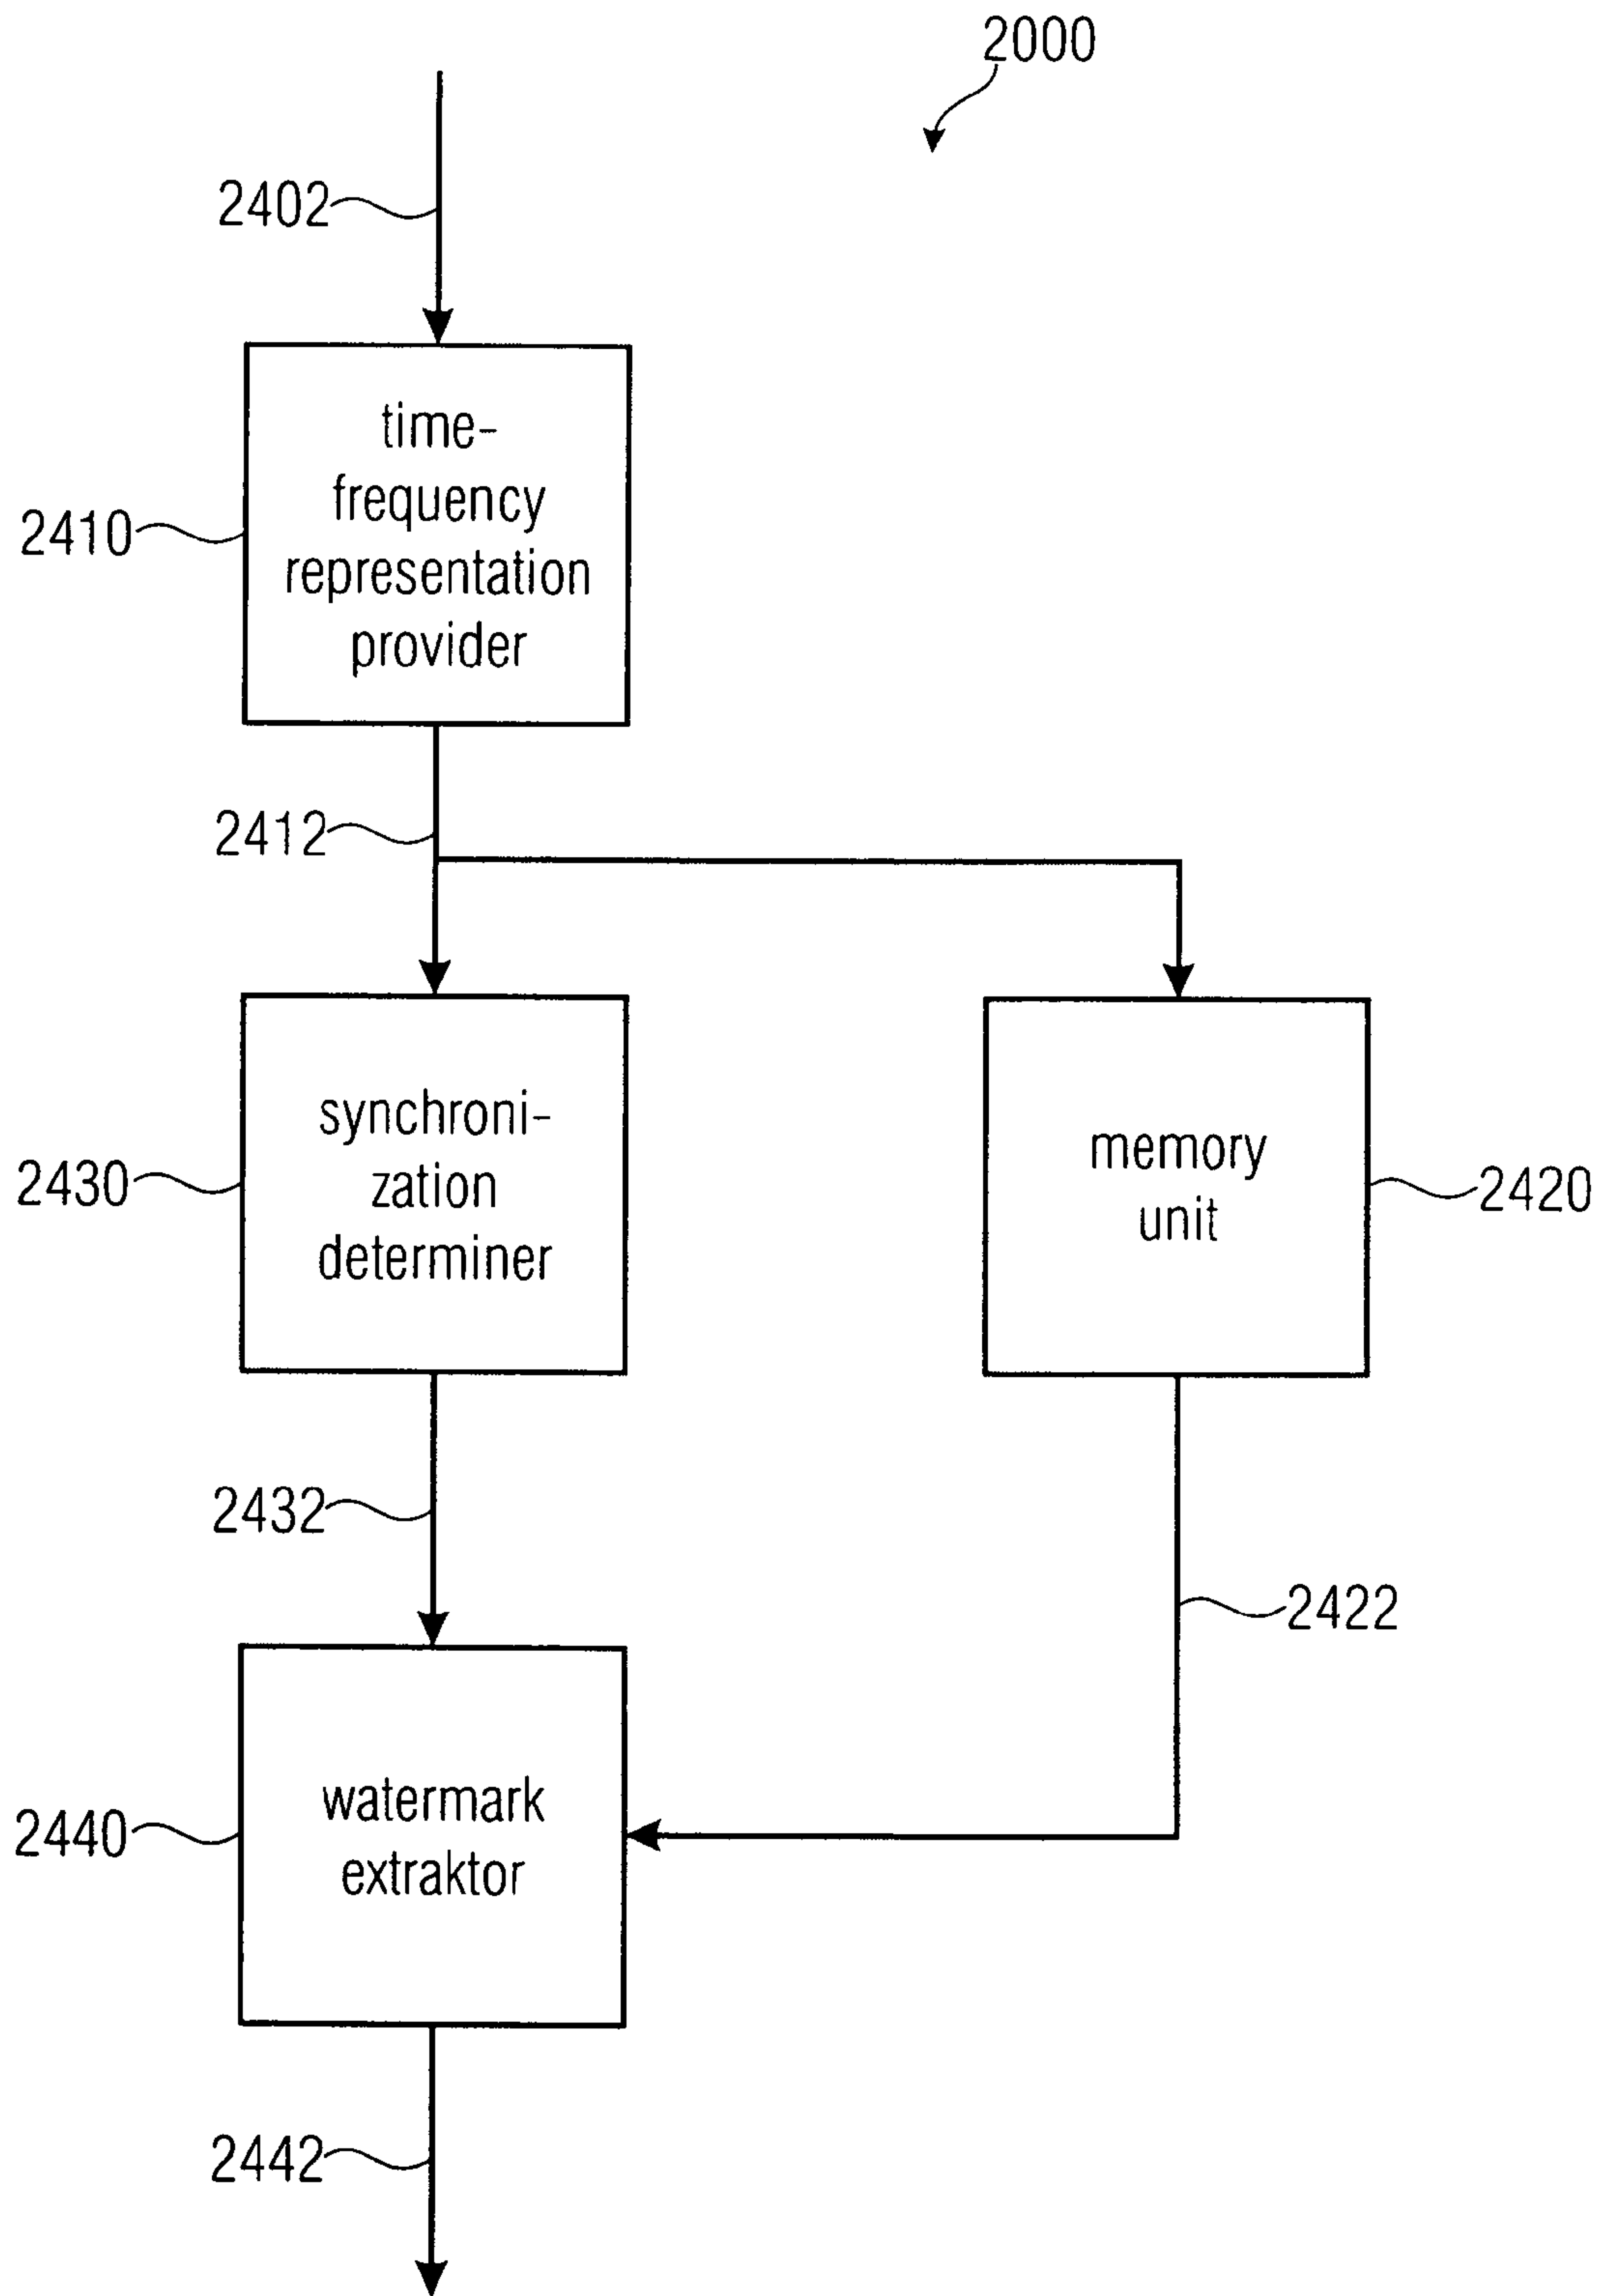 2000
2402
time-
frequency
representation
provider
2410
2412
synchroni-
zation
determiner
2430
memory
unit
2420
2432
2422
watermark
extraktor
2440
2442